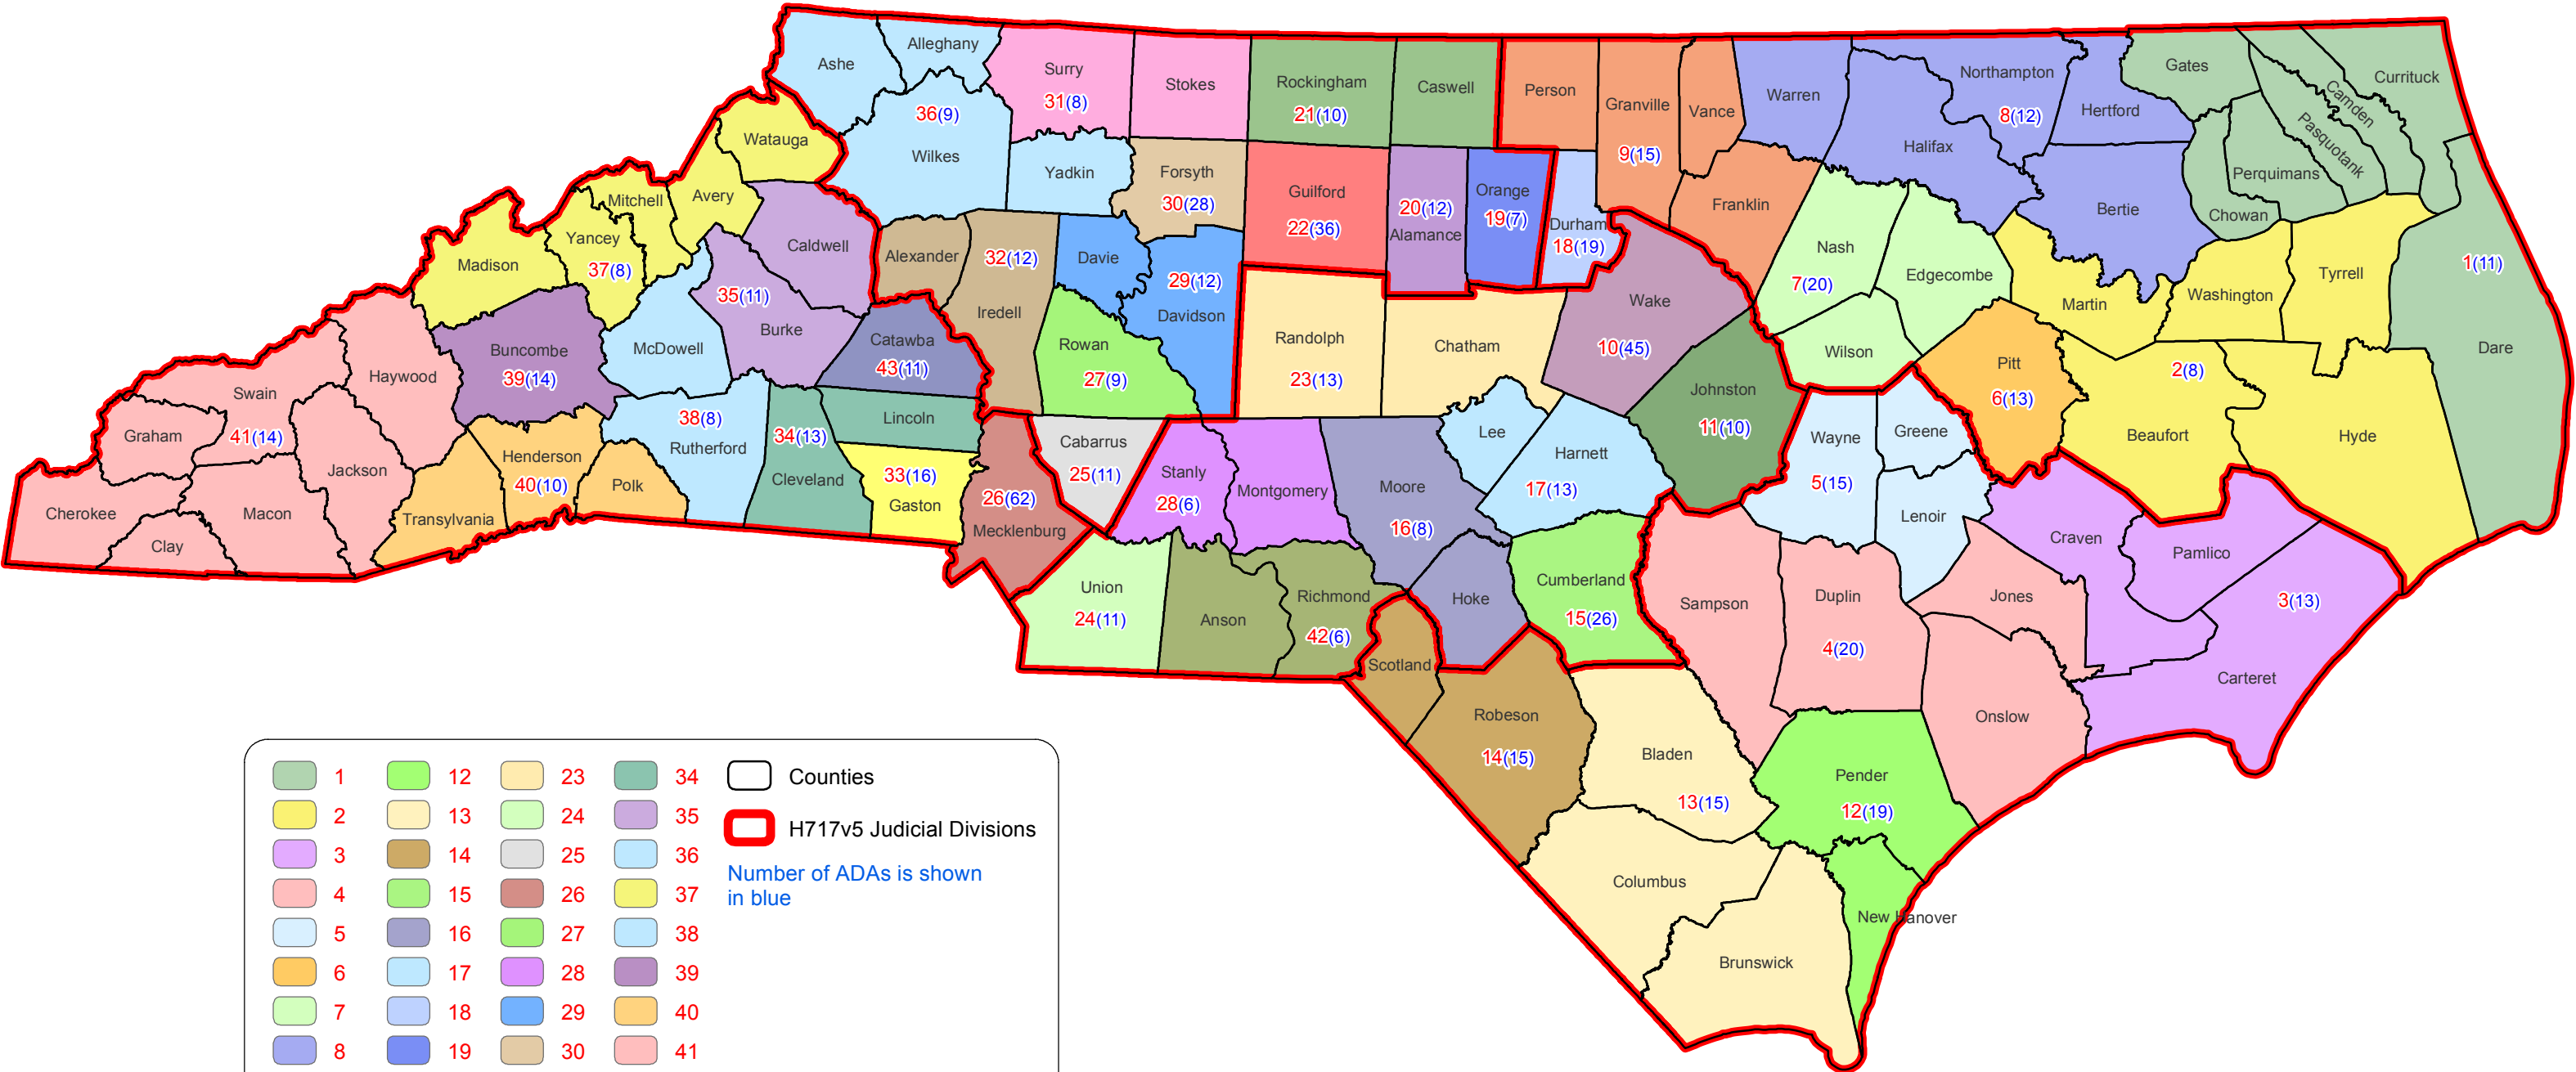 Ashe
Alleghany
Surry
31(8)
Stokes
Rockingham
21(10)
Caswell
Person
Granville
9(15)
Vance
Warren
Northampton
8(12)
Halifax
Hertford
Gates
Camden
Currituck
Pasquotank
Perquimans
Chowan
Bertie
36(9)
Wilkes
Yadkin
Forsyth
30(28)
Guilford
22(36)
20(12)
Alamance
Orange
19(7)
Durham
18(19)
Franklin
Nash
7(20)
Edgecombe
Wilson
Martin
Washington
Tyrrell
1(11)
Dare
Watauga
Avery
Mitchell
Yancey
37(8)
Madison
Caldwell
35(11)
Burke
Alexander
32(12)
Iredell
Davie
29(12)
Davidson
Rowan
27(9)
Randolph
23(13)
Chatham
Wake
10(45)
Johnston
11(10)
Pitt
6(13)
2(8)
Beaufort
Hyde
Catawba
43(11)
McDowell
Buncombe
39(14)
Haywood
Swain
41(14)
Graham
Jackson
Cherokee
Macon
Clay
Transylvania
Henderson
40(10)
Polk
38(8)
Rutherford
34(13)
Cleveland
Lincoln
33(16)
Gaston
26(62)
Mecklenburg
Cabarrus
25(11)
Stanly
28(6)
Montgomery
Moore
16(8)
Lee
Harnett
17(13)
Wayne
5(15)
Greene
Lenoir
Craven
Pamlico
3(13)
Carteret
Jones
Union
24(11)
Anson
Richmond
42(6)
Scotland
Hoke
Cumberland
15(26)
Sampson
Duplin
4(20)
Onslow
Robeson
14(15)
Bladen
13(15)
Pender
12(19)
Columbus
New Hanover
Brunswick
1 12 23 34
2 13 24 35
3 14 25 36
4 15 26 37
5 16 27 38
6 17 28 39
7 18 29 40
8 19 30 41
Counties
H717v5 Judicial Divisions
Number of ADAs is shown
in blue